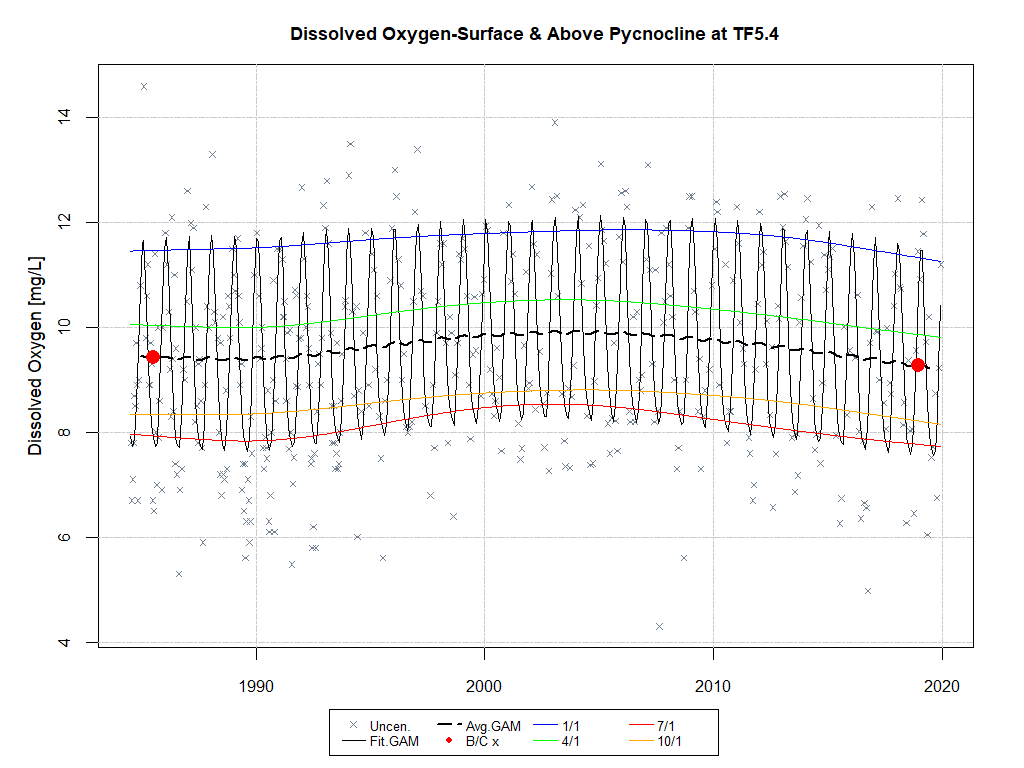 Dissolved Oxygen-Surface & Above Pycnocline at TF5.4
Dissolved Oxygen [mg/L]
14
12
10
8
6
4
1990 2000 2010 2020
Uncen. Avg.GAM 1/1 7/1
Fit.GAM B/C x 4/1 10/1